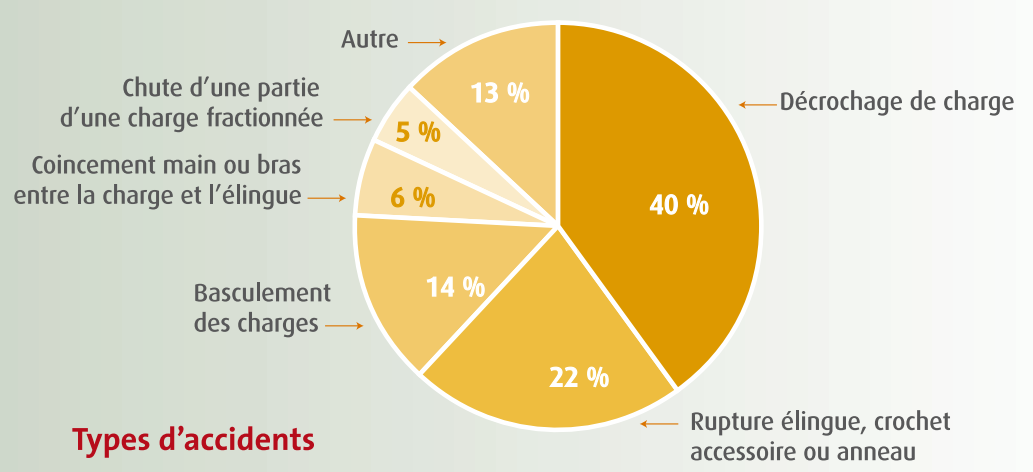 Autre
13 %
Chute d’une partie
d’une charge fractionnée
5 %
Décrochage de charge
40 %
Coincement main ou bras
entre la charge et l’élingue
6 %
Basculement
des charges
14 %
22 %
Rupture élingue, crochet
accessoire ou anneau
Types d’accidents